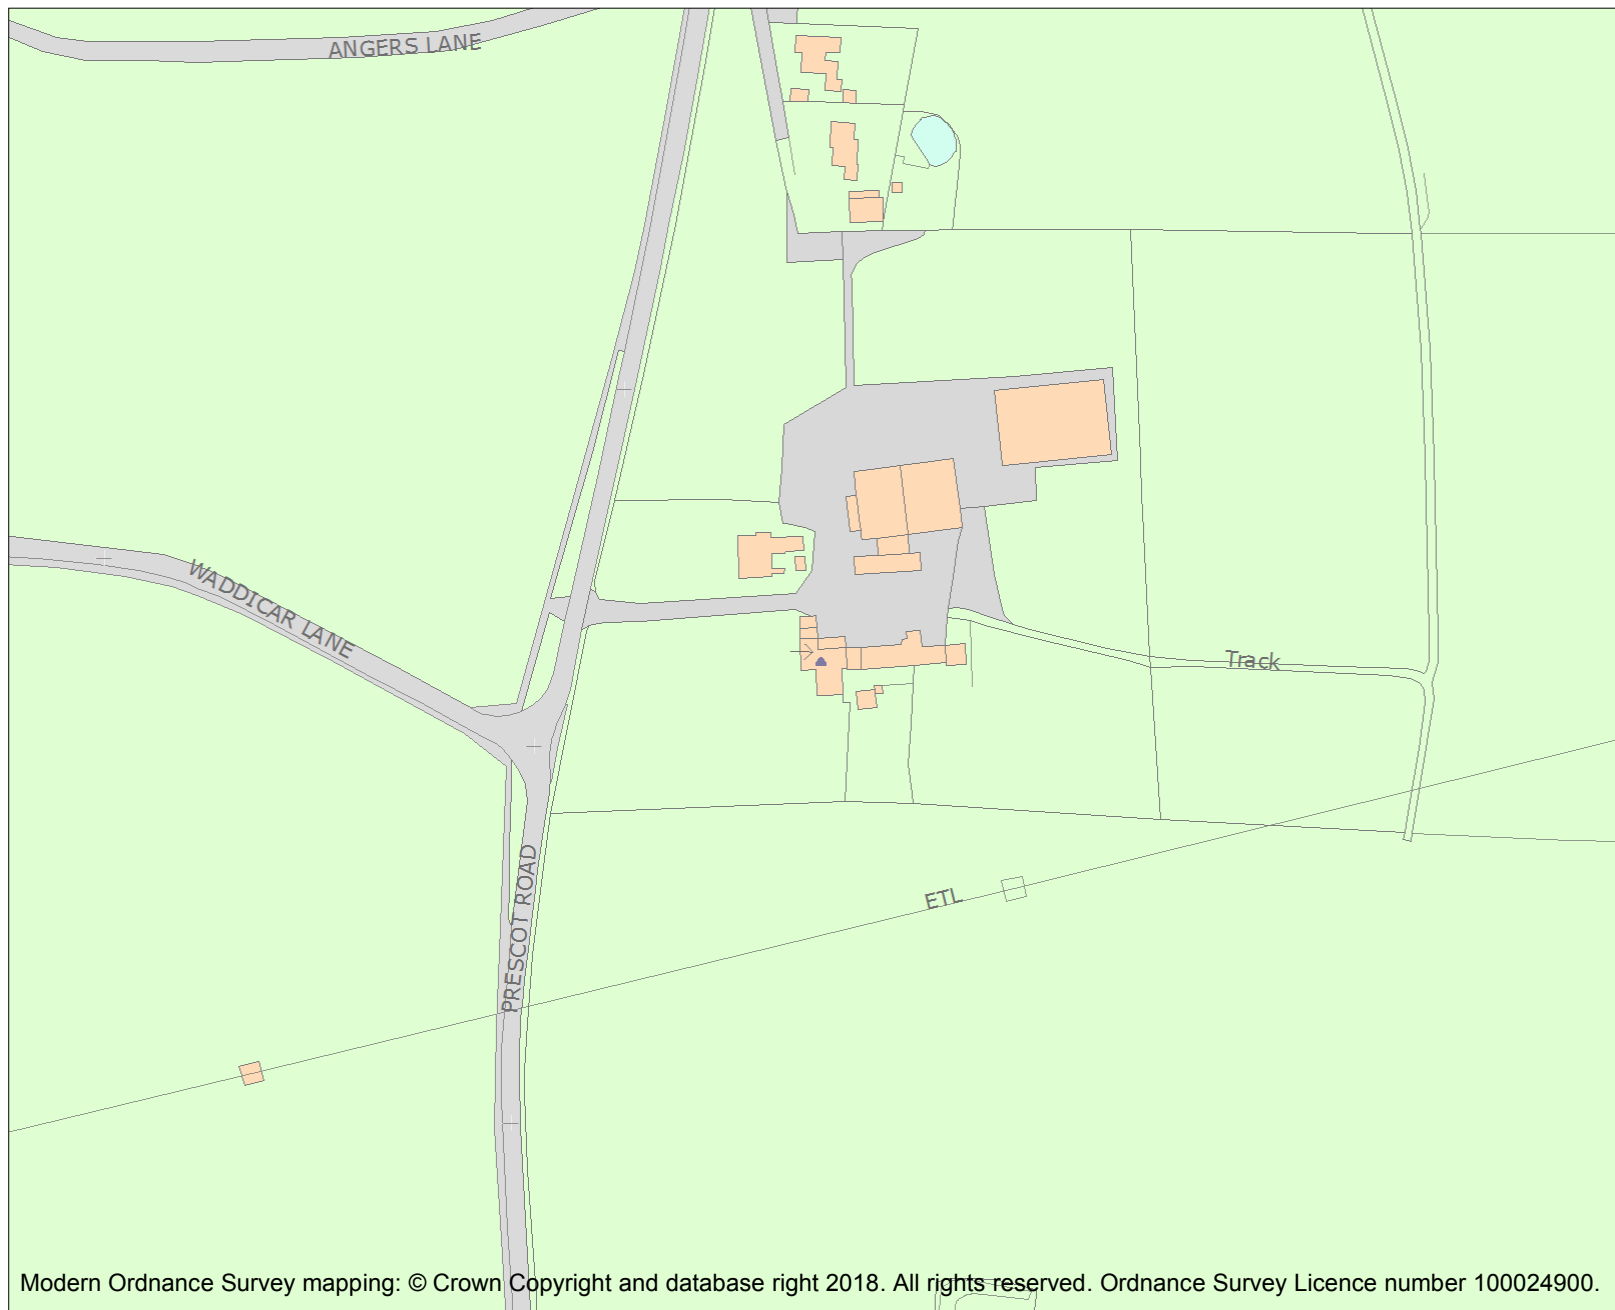 ANGERS LANE
WADDICAR LANE
Track
PRESCOT ROAD
ETL
Modern Ordnance Survey mapping: © Crown Copyright and database right 2018. All rights reserved. Ordnance Survey Licence number 100024900.